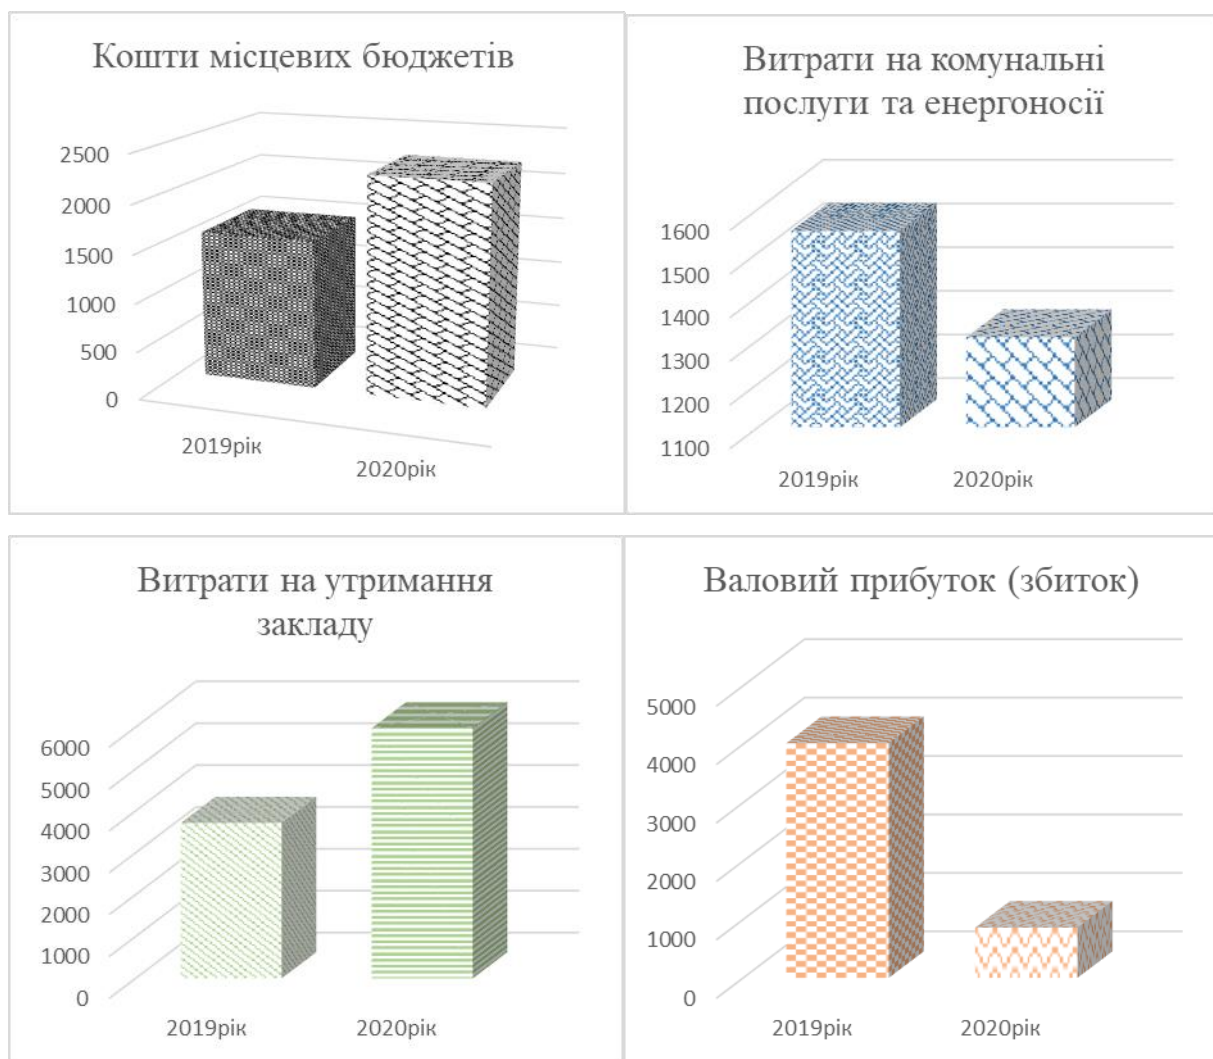 Кошти місцевих бюджетів
2500
2000
1500
1000
500
0
2019рік
2020рік
Витрати на комунальні
послуги та енергоносії
1600
1500
1400
1300
1200
1100
2019рік
2020рік
Витрати на утримання
закладу
6000
5000
4000
3000
2000
1000
0
2019рік
2020рік
Валовий прибуток (збиток)
5000
4000
3000
2000
1000
0
2019рік
2020рік